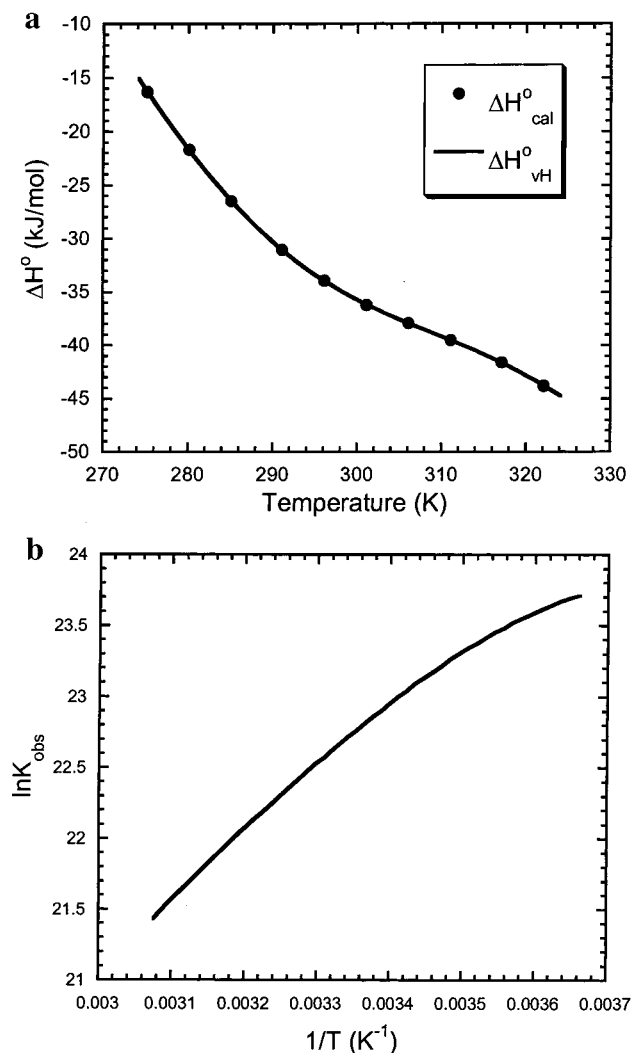 a
-10
-15
-20
-25
-30
-35
-40
-45
-50
ΔH° (kJ/mol)
ΔH°cal
ΔH°vH
270 280 290 300 310 320 330
Temperature (K)
b
24
23.5
23
22.5
22
21.5
21
lnKobs
0.003 0.0031 0.0032 0.0033 0.0034 0.0035 0.0036 0.0037
1/T (K-1)